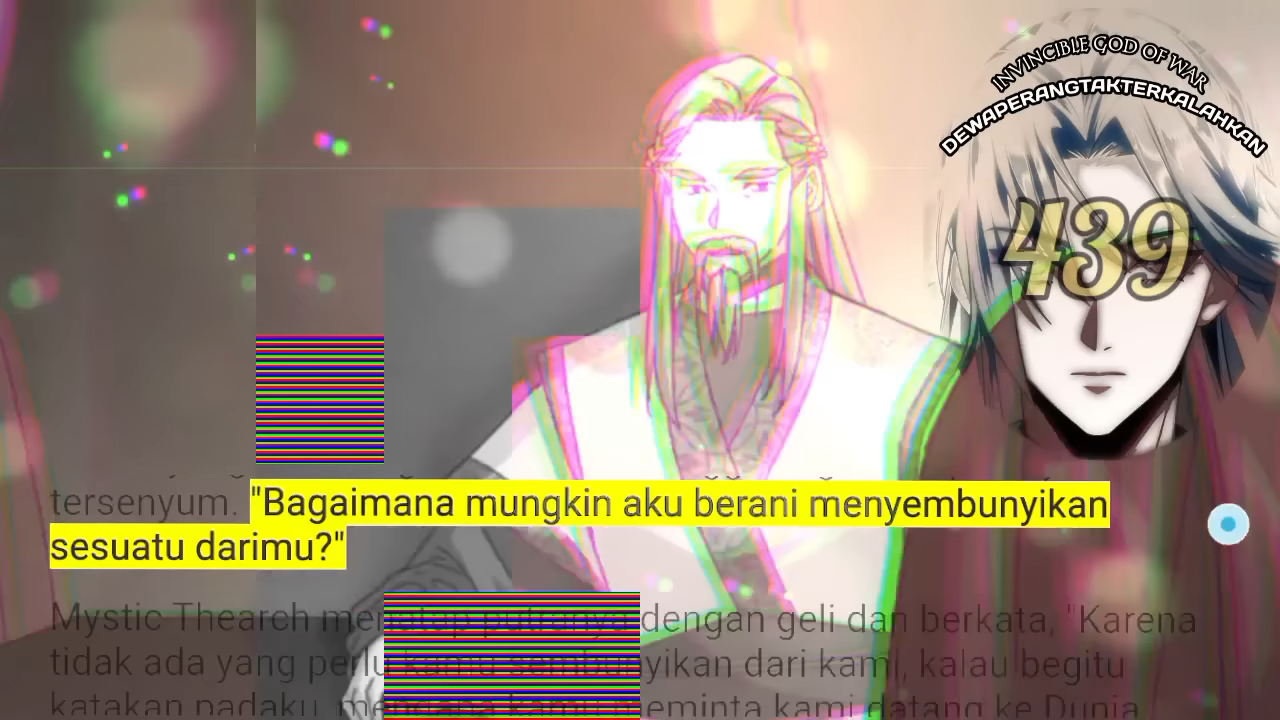 INVINCIBLE GOD OF WAR
DEWAPERANGTAKTERKALAHKAN
439
tersenyum. "Bagaimana mungkin aku berani menyembunyikan
sesuatu darimu?"
Mystic Thearch menatap putranya dengan geli dan berkata, "Karena
tidak ada yang perlu kamu sembunyikan dari kami, kalau begitu
katakan padaku, mengapa kamu meminta kami datang ke Dunia